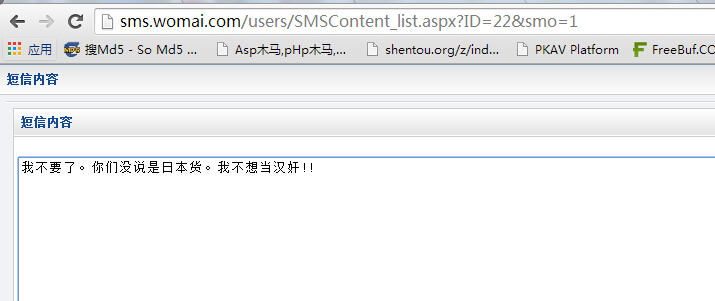 sms.womai.com/users/SMSContent_list.aspx?ID=22&smo=1
应用 搜Md5 - So Md5 ... Asp木马,pHp木马,... shentou.org/z/ind... PKAV Platform FreeBuf.CO
短信内容
短信内容
我不要了。你们没说是日本货。我不想当汉奸!!